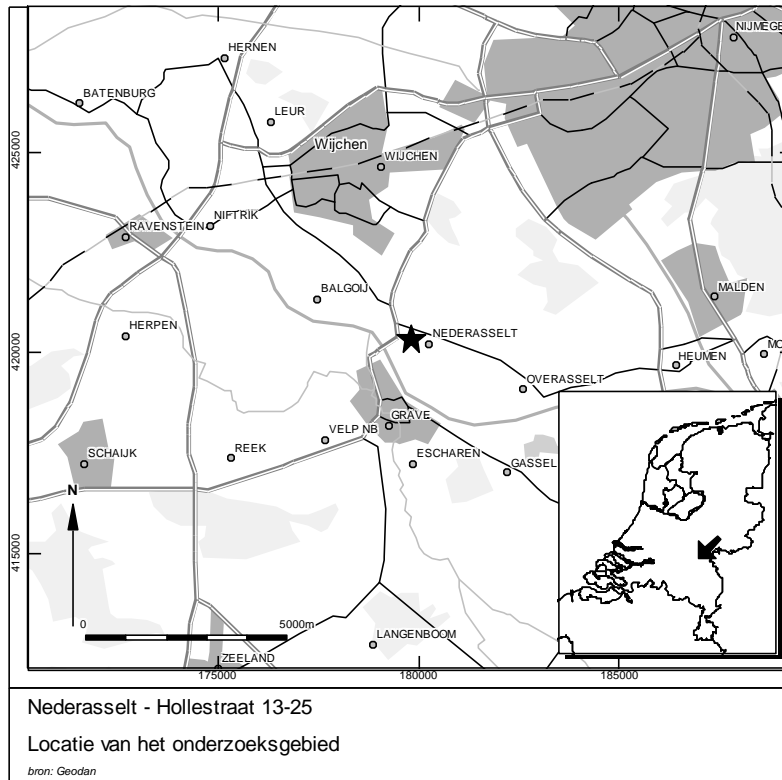 NIJMEGE
HERNEN
BATENBURG
LEUR
425000
Wijchen
WIJCHEN
NIFTRIK
RAVENSTEIN
MALDEN
BALGOIJ
HERPEN
NEDERASSELT
420000
MO
HEUMEN
OVERASSELT
GRAVE
VELP NB
REEK
ESCHAREN
SCHAIJK
GASSEL
N
415000
0
5000m
LANGENBOOM
ZEELAND
175000
180000
185000
Nederasselt - Hollestraat 13-25
Locatie van het onderzoeksgebied
bron: Geodan